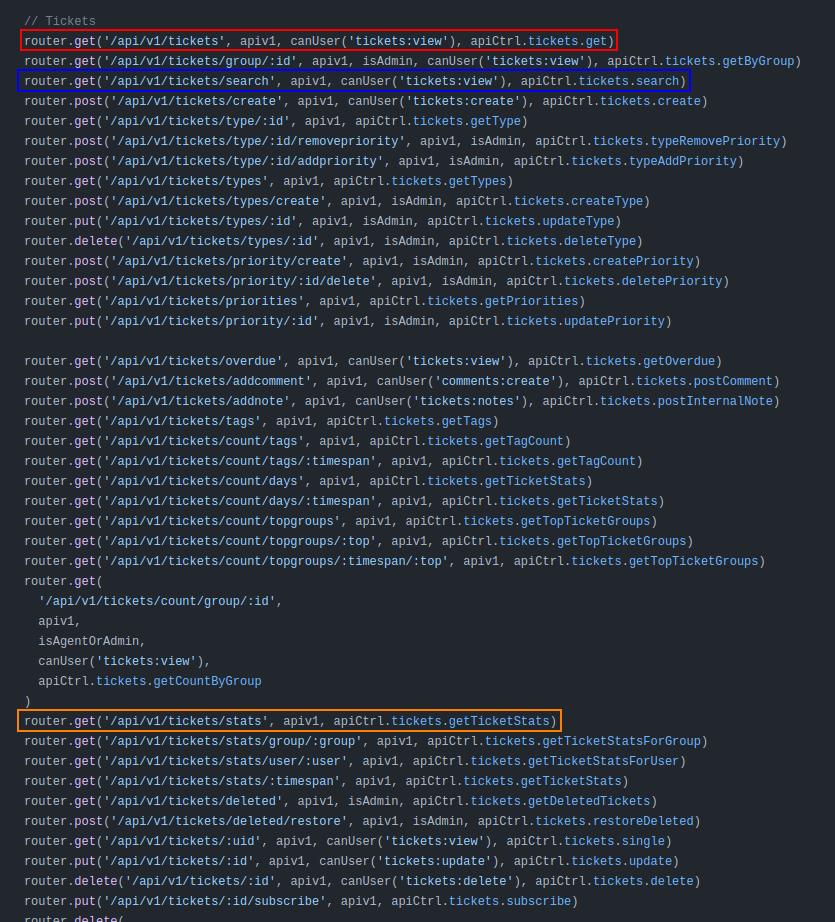 // Tickets
router.get('/api/v1/tickets', apiv1, canUser('tickets:view'), apiCtrl.tickets.get)
router.get('/api/v1/tickets/group/:id', apiv1, isAdmin, canUser('tickets:view'), apiCtrl.tickets.getByGroup)
router.get('/api/v1/tickets/search', apiv1, canUser('tickets:view'), apiCtrl.tickets.search)
router.post('/api/v1/tickets/create', apiv1, canUser('tickets:create'), apiCtrl.tickets.create)
router.get('/api/v1/tickets/type/:id', apiv1, apiCtrl.tickets.getType)
router.post('/api/v1/tickets/type/:id/removepriority', apiv1, isAdmin, apiCtrl.tickets.typeRemovePriority)
router.post('/api/v1/tickets/type/:id/addpriority', apiv1, isAdmin, apiCtrl.tickets.typeAddPriority)
router.get('/api/v1/tickets/types', apiv1, apiCtrl.tickets.getTypes)
router.post('/api/v1/tickets/types/create', apiv1, isAdmin, apiCtrl.tickets.createType)
router.put('/api/v1/tickets/types/:id', apiv1, isAdmin, apiCtrl.tickets.updateType)
router.delete('/api/v1/tickets/types/:id', apiv1, isAdmin, apiCtrl.tickets.deleteType)
router.post('/api/v1/tickets/priority/create', apiv1, isAdmin, apiCtrl.tickets.createPriority)
router.post('/api/v1/tickets/priority/:id/delete', apiv1, isAdmin, apiCtrl.tickets.deletePriority)
router.get('/api/v1/tickets/priorities', apiv1, apiCtrl.tickets.getPriorities)
router.put('/api/v1/tickets/priority/:id', apiv1, isAdmin, apiCtrl.tickets.updatePriority)
router.get('/api/v1/tickets/overdue', apiv1, canUser('tickets:view'), apiCtrl.tickets.getOverdue)
router.post('/api/v1/tickets/addcomment', apiv1, canUser('comments:create'), apiCtrl.tickets.postComment)
router.post('/api/v1/tickets/addnote', apiv1, canUser('tickets:notes'), apiCtrl.tickets.postInternalNote)
router.get('/api/v1/tickets/tags', apiv1, apiCtrl.tickets.getTags)
router.get('/api/v1/tickets/count/tags', apiv1, apiCtrl.tickets.getTagCount)
router.get('/api/v1/tickets/count/tags/:timespan', apiv1, apiCtrl.tickets.getTagCount)
router.get('/api/v1/tickets/count/days', apiv1, apiCtrl.tickets.getTicketStats)
router.get('/api/v1/tickets/count/days/:timespan', apiv1, apiCtrl.tickets.getTicketStats)
router.get('/api/v1/tickets/count/topgroups', apiv1, apiCtrl.tickets.getTopTicketGroups)
router.get('/api/v1/tickets/count/topgroups/:top', apiv1, apiCtrl.tickets.getTopTicketGroups)
router.get('/api/v1/tickets/count/topgroups/:timespan/:top', apiv1, apiCtrl.tickets.getTopTicketGroups)
router.get(
'/api/v1/tickets/count/group/:id',
apiv1,
isAgentOrAdmin,
canUser('tickets:view'),
apiCtrl.tickets.getCountByGroup
)
router.get('/api/v1/tickets/stats', apiv1, apiCtrl.tickets.getTicketStats)
router.get('/api/v1/tickets/stats/group/:group', apiv1, apiCtrl.tickets.getTicketStatsForGroup)
router.get('/api/v1/tickets/stats/user/:user', apiv1, apiCtrl.tickets.getTicketStatsForUser)
router.get('/api/v1/tickets/stats/:timespan', apiv1, apiCtrl.tickets.getTicketStats)
router.get('/api/v1/tickets/deleted', apiv1, isAdmin, apiCtrl.tickets.getDeletedTickets)
router.post('/api/v1/tickets/deleted/restore', apiv1, isAdmin, apiCtrl.tickets.restoreDeleted)
router.get('/api/v1/tickets/:uid', apiv1, canUser('tickets:view'), apiCtrl.tickets.single)
router.put('/api/v1/tickets/:id', apiv1, canUser('tickets:update'), apiCtrl.tickets.update)
router.delete('/api/v1/tickets/:id', apiv1, canUser('tickets:delete'), apiCtrl.tickets.delete)
router.put('/api/v1/tickets/:id/subscribe', apiv1, apiCtrl.tickets.subscribe)
router.delete(